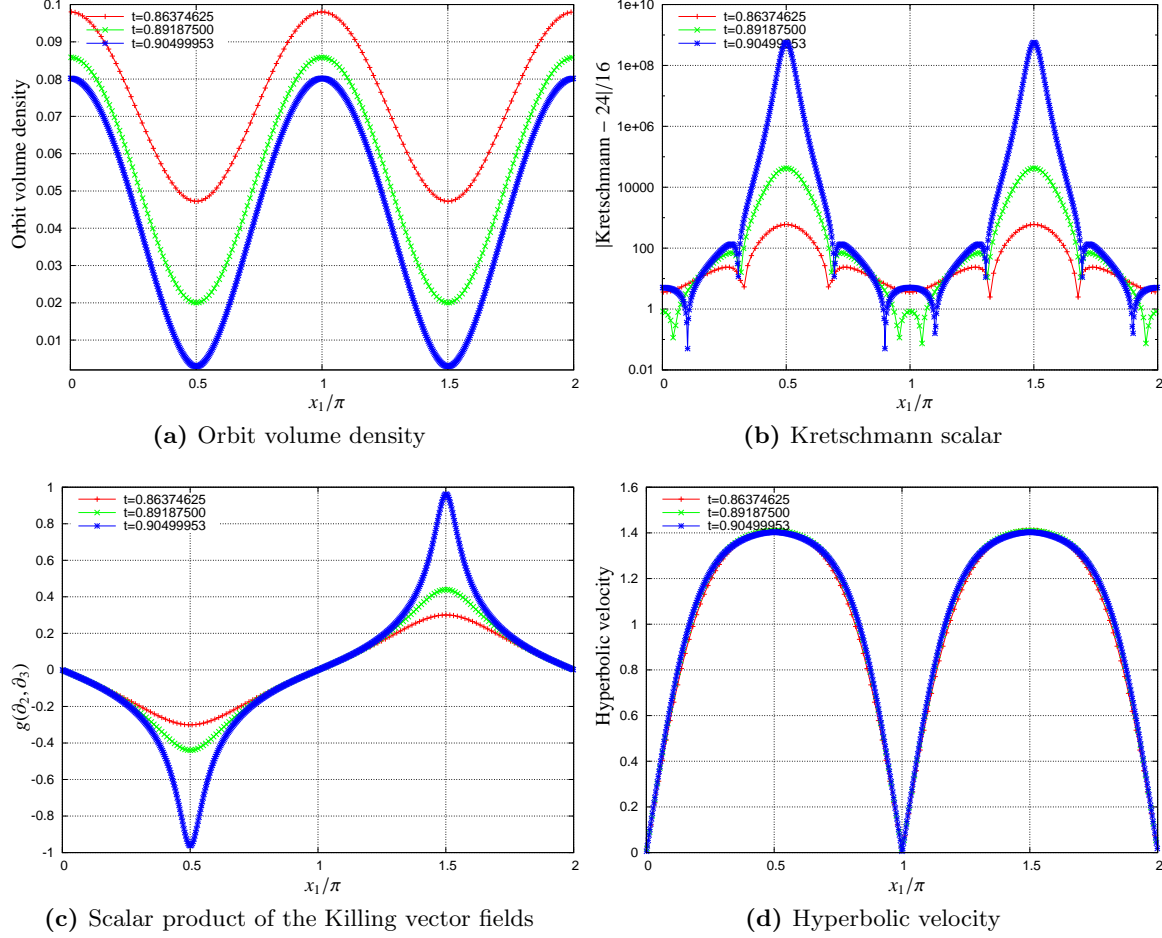 0.1
0.09
0.08
0.07
0.06
0.05
0.04
0.03
0.02
0.01
0
0.5
1
1.5
2
t=0.86374625
t=0.89187500
t=0.90499953
Orbit volume density
x₁/π
(a) Orbit volume density
1e+10
1e+08
1e+06
10000
100
1
0.01
0
0.5
1
1.5
2
t=0.86374625
t=0.89187500
t=0.90499953
|Kretschmann − 24|/16
x₁/π
(b) Kretschmann scalar
1
0.8
0.6
0.4
0.2
0
-0.2
-0.4
-0.6
-0.8
-1
0
0.5
1
1.5
2
t=0.86374625
t=0.89187500
t=0.90499953
g(∂₂, ∂₃)
x₁/π
(c) Scalar product of the Killing vector fields
1.6
1.4
1.2
1
0.8
0.6
0.4
0.2
0
0
0.5
1
1.5
2
t=0.86374625
t=0.89187500
t=0.90499953
Hyperbolic velocity
x₁/π
(d) Hyperbolic velocity